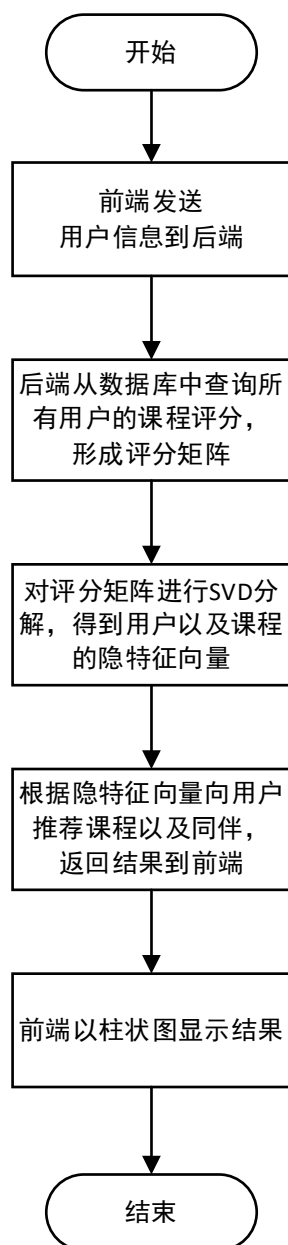 开始
前端发送
用户信息到后端
后端从数据库中查询所
有用户的课程评分，
形成评分矩阵
对评分矩阵进行SVD分
解，得到用户以及课程
的隐特征向量
根据隐特征向量向用户
推荐课程以及同伴，
返回结果到前端
前端以柱状图显示结果
结束